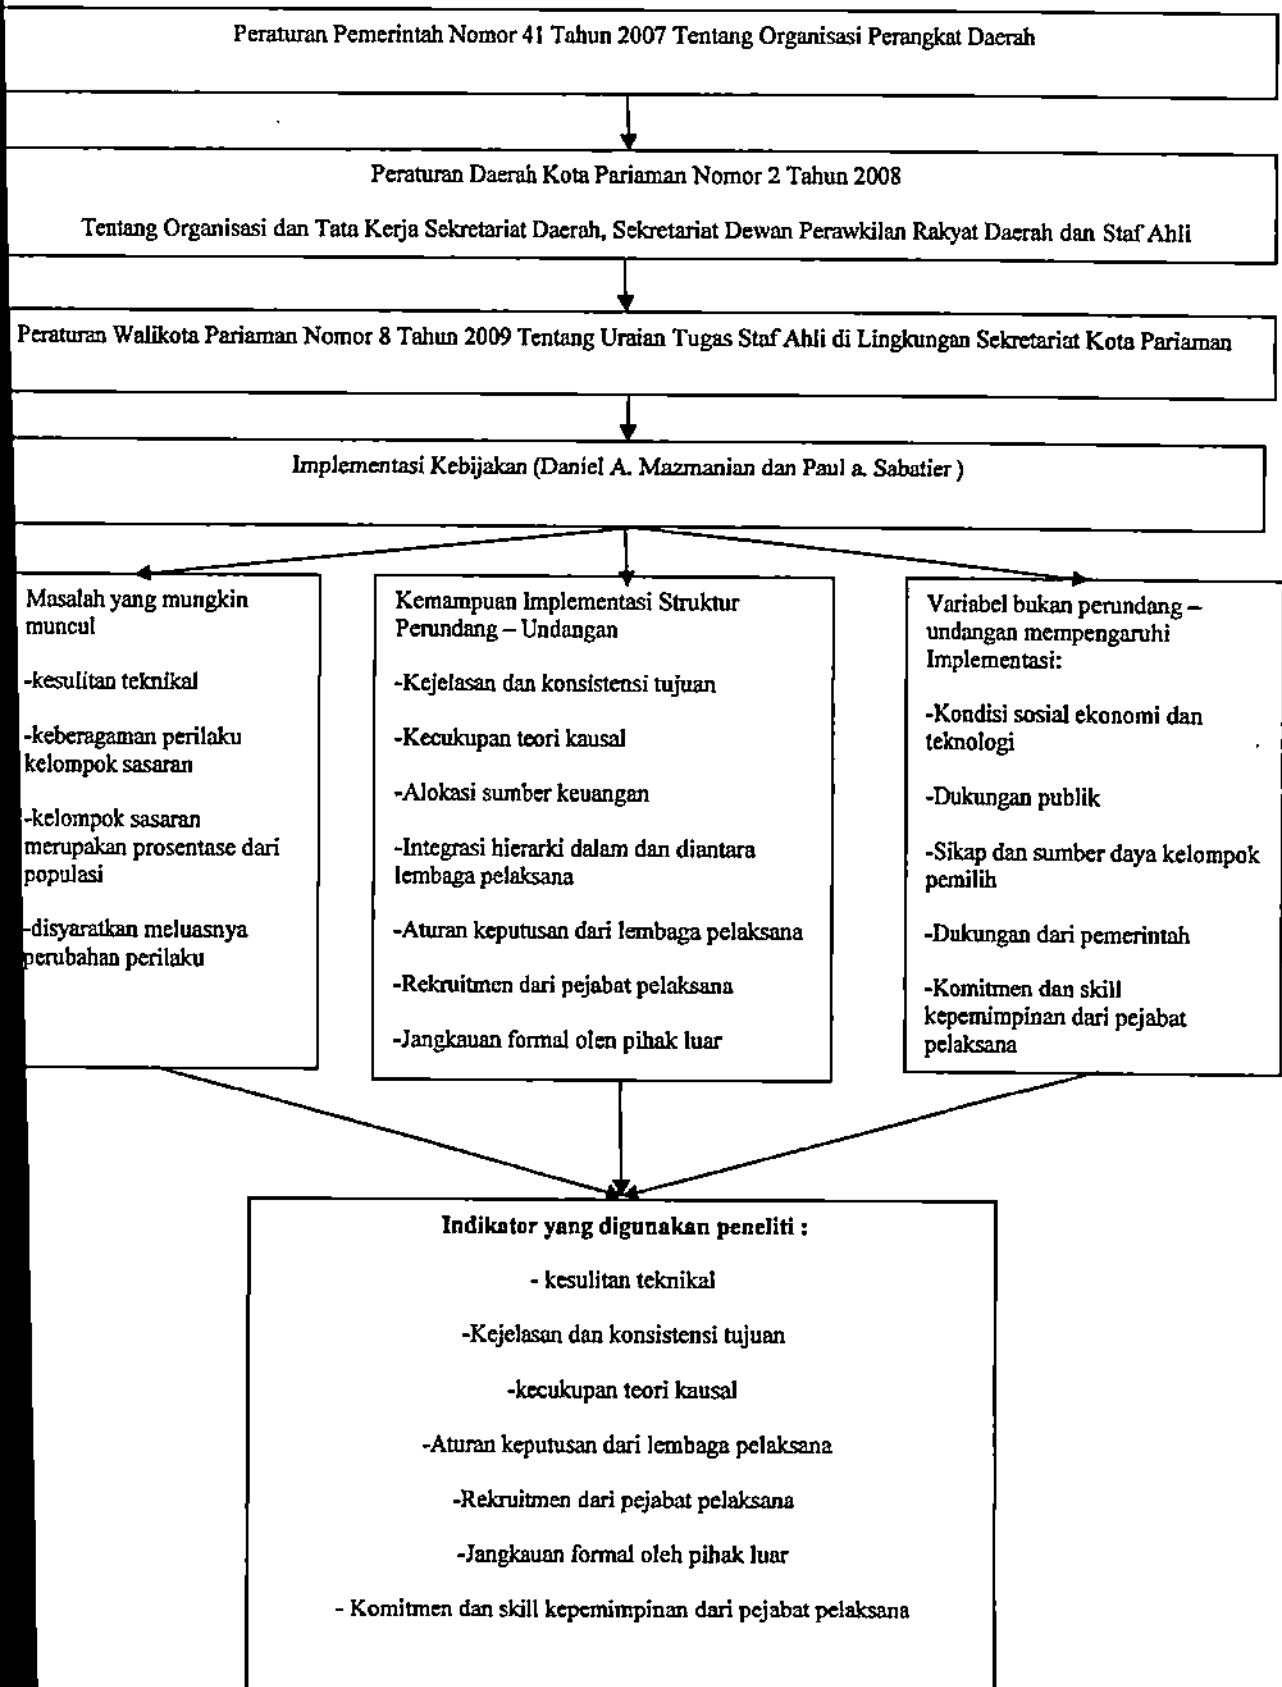 Peraturan Pemerintah Nomor 41 Tahun 2007 Tentang Organisasi Perangkat Daerah
Peraturan Daerah Kota Pariaman Nomor 2 Tahun 2008
Tentang Organisasi dan Tata Kerja Sekretariat Daerah, Sekretariat Dewan Perawkilan Rakyat Daerah dan Staf Ahli
Peraturan Walikota Pariaman Nomor 8 Tahun 2009 Tentang Uraian Tugas Staf Ahli di Lingkungan Sekretariat Kota Pariaman
Implementasi Kebijakan (Daniel A. Mazmanian dan Paul a. Sabatier )
Masalah yang mungkin
muncul
-kesulitan teknikal
-keberagaman perilaku
kelompok sasaran
-kelompok sasaran
merupakan prosentase dari
populasi
-disyaratkan meluasnya
perubahan perilaku
Kemampuan Implementasi Struktur
Perundang – Undangan
-Kejelasan dan konsistensi tujuan
-Kecukupan teori kausal
-Alokasi sumber keuangan
-Integrasi hierarki dalam dan diantara
lembaga pelaksana
-Aturan keputusan dari lembaga pelaksana
-Rekruitmen dari pejabat pelaksana
-Jangkauan formal olen pihak luar
Variabel bukan perundang –
undangan mempengaruhi
Implementasi:
-Kondisi sosial ekonomi dan
teknologi
-Dukungan publik
-Sikap dan sumber daya kelompok
pemilih
-Dukungan dari pemerintah
-Komitmen dan skill
kepemimpinan dari pejabat
pelaksana
Indikator yang digunakan peneliti :
- kesulitan teknikal
-Kejelasan dan konsistensi tujuan
-kecukupan teori kausal
-Aturan keputusan dari lembaga pelaksana
-Rekruitmen dari pejabat pelaksana
-Jangkauan formal oleh pihak luar
- Komitmen dan skill kepemimpinan dari pejabat pelaksana